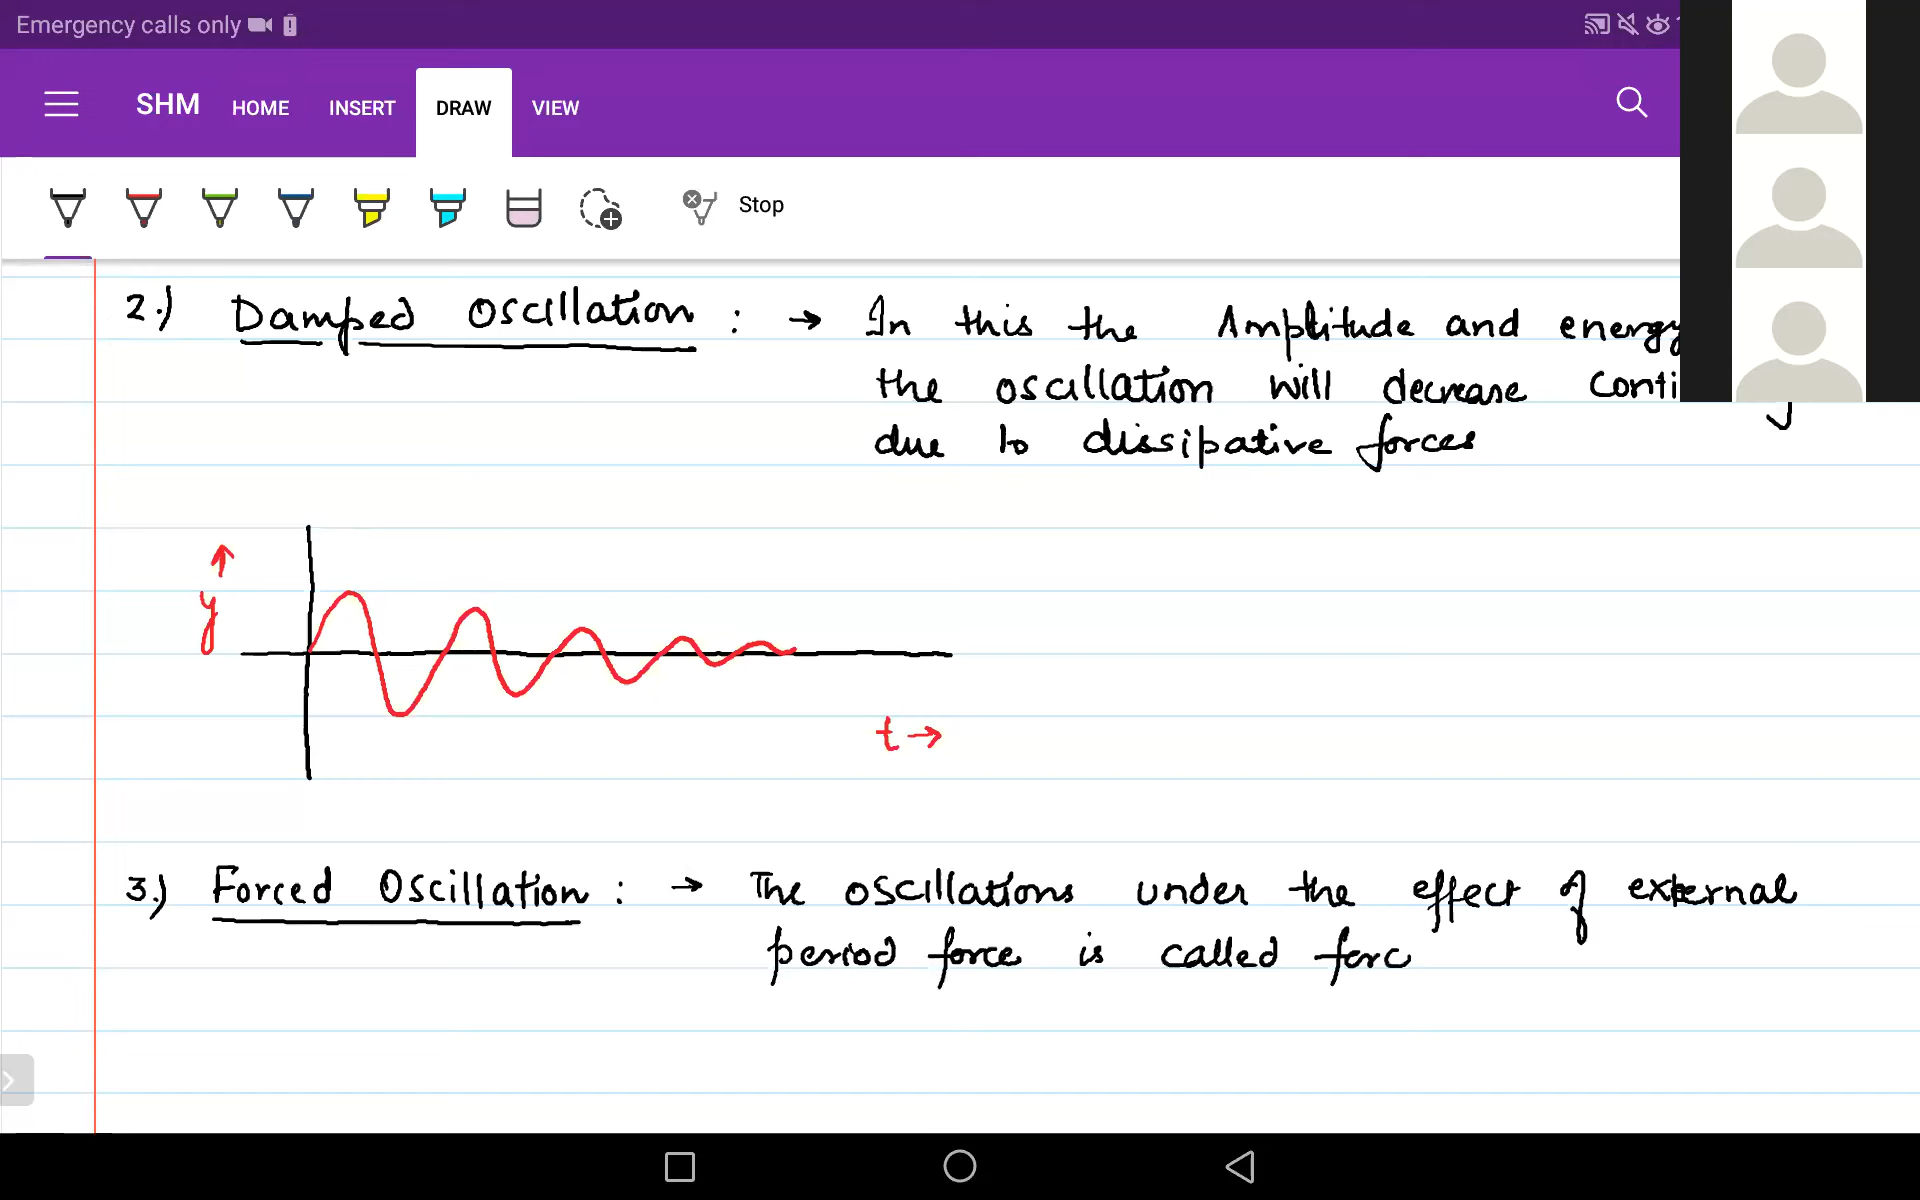 Emergency calls only
SHM HOME INSERT DRAW VIEW
Stop
2.) Damped Oscillation : → In this the Amplitude and energy
the oscillation will decrease conti
due to dissipative forces
↑
y
t →
3.) Forced Oscillation : → The oscillations under the effect of external
period force is called forc